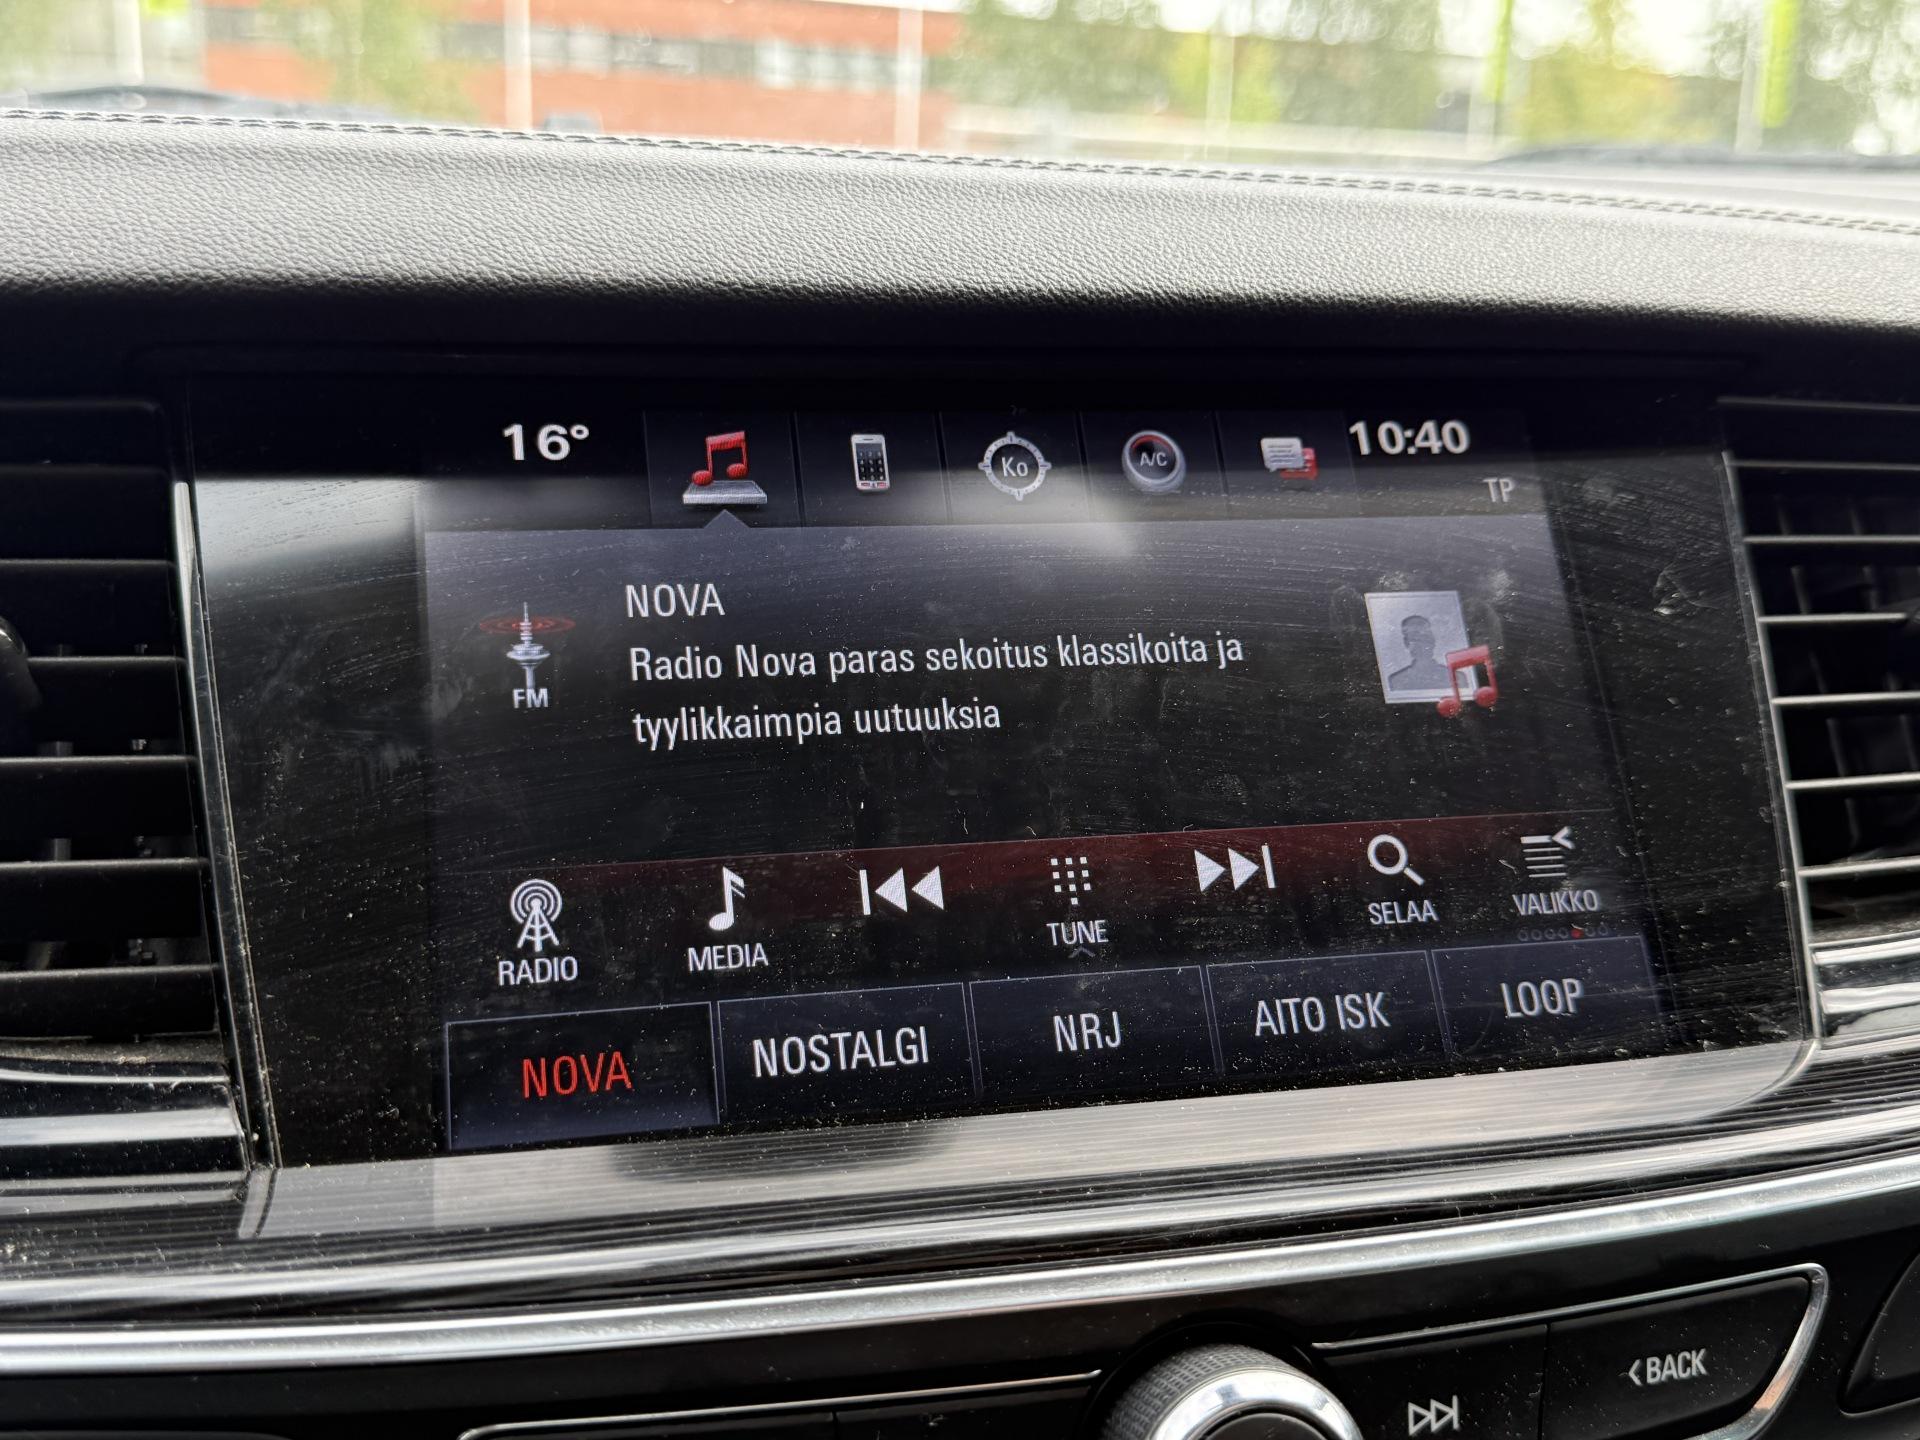 16°
Ko
A/C
10:40
TP
NOVA
Radio Nova paras sekoitus klassikoita ja
tyylikkaimpia uutuuksia
FM
RADIO
MEDIA
TUNE
SELAA
VALIKKO
NOVA
NOSTALGI
NRJ
AITO ISK
LOOP
BACK